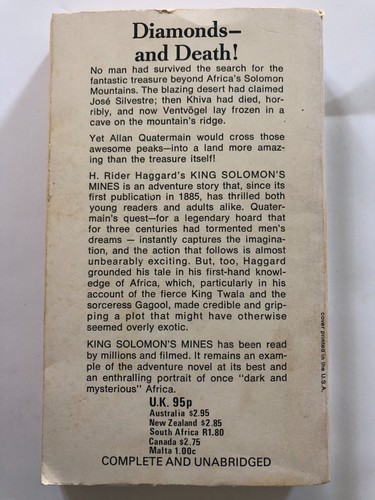 Diamonds—
and Death!
No man had survived the search for the
fantastic treasure beyond Africa's Solomon
Mountains. The blazing desert had claimed
José Silvestre; then Khiva had died, hor-
ribly, and now Ventvögel lay frozen in a
cave on the mountain's ridge.
Yet Allan Quatermain would cross those
awesome peaks—into a land more amaz-
ing than the treasure itself!
H. Rider Haggard's KING SOLOMON'S
MINES is an adventure story that, since its
first publication in 1885, has thrilled both
young readers and adults alike. Quater-
main's quest—for a legendary hoard that
for three centuries had tormented men's
dreams — instantly captures the imagina-
tion, and the action that follows is almost
unbearably exciting. But, too, Haggard
grounded his tale in his first-hand knowl-
edge of Africa, which, particularly in his
account of the fierce King Twala and the
sorceress Gagool, made credible and grip-
ping a plot that might have otherwise
seemed overly exotic.
KING SOLOMON'S MINES has been read
by millions and filmed. It remains an exam-
ple of the adventure novel at its best and
an enthralling portrait of once "dark and
mysterious" Africa.
U.K. 95p
Australia $2.95
New Zealand $2.85
South Africa R1.80
Canada $2.75
Malta 1.00c
COMPLETE AND UNABRIDGED
cover printed in the U.S.A.